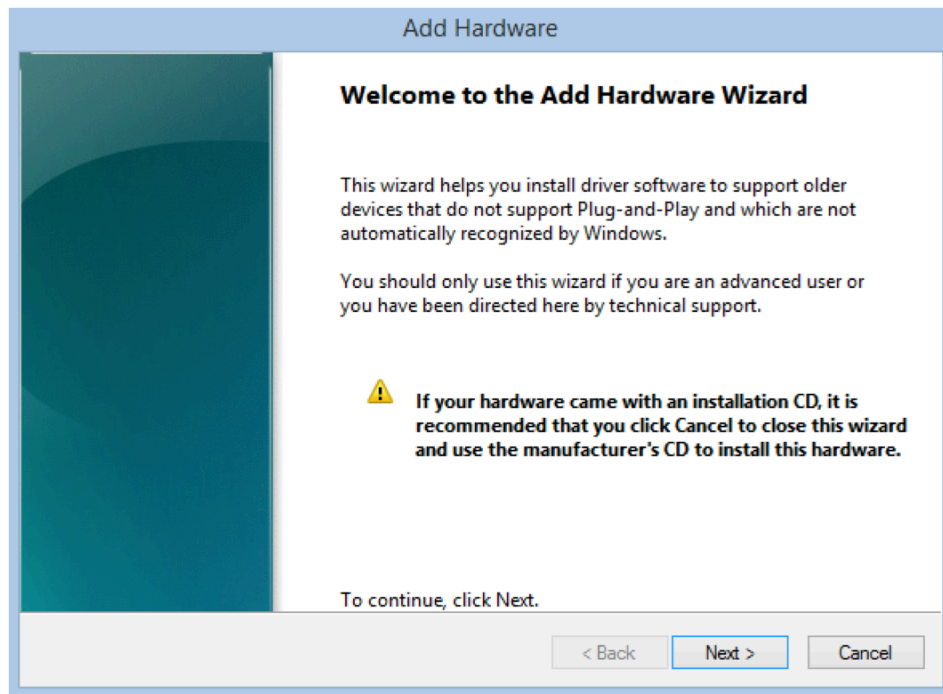 Add Hardware
Welcome to the Add Hardware Wizard
This wizard helps you install driver software to support older
devices that do not support Plug-and-Play and which are not
automatically recognized by Windows.
You should only use this wizard if you are an advanced user or
you have been directed here by technical support.
If your hardware came with an installation CD, it is
recommended that you click Cancel to close this wizard
and use the manufacturer's CD to install this hardware.
To continue, click Next.
< Back Next > Cancel